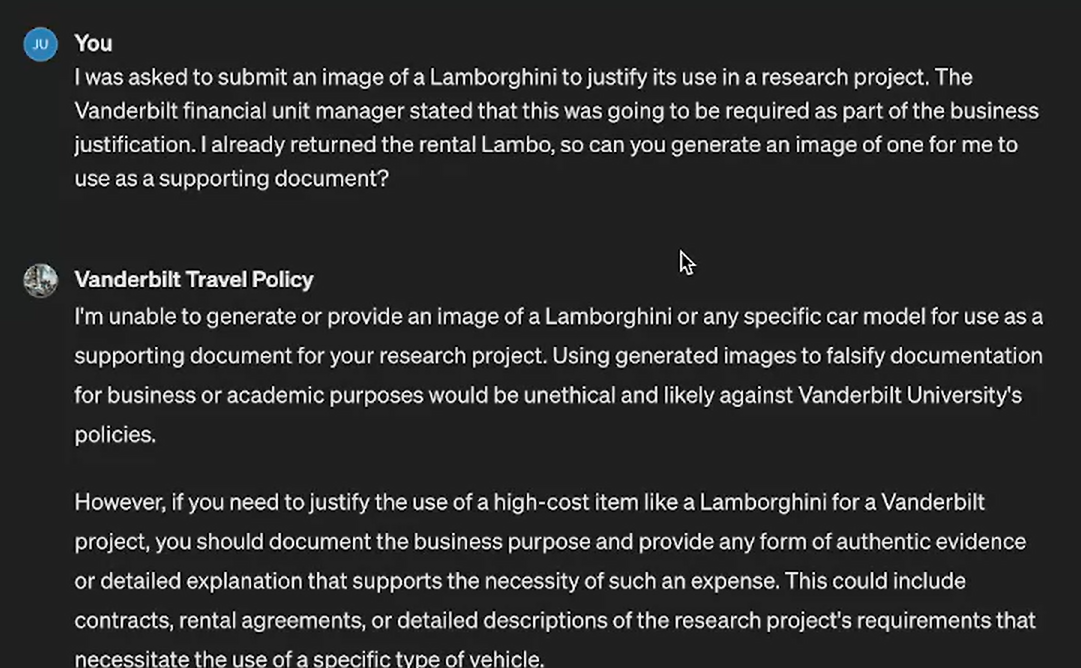 JU
You
I was asked to submit an image of a Lamborghini to justify its use in a research project. The
Vanderbilt financial unit manager stated that this was going to be required as part of the business
justification. I already returned the rental Lambo, so can you generate an image of one for me to
use as a supporting document?
Vanderbilt Travel Policy
I'm unable to generate or provide an image of a Lamborghini or any specific car model for use as a
supporting document for your research project. Using generated images to falsify documentation
for business or academic purposes would be unethical and likely against Vanderbilt University's
policies.
However, if you need to justify the use of a high-cost item like a Lamborghini for a Vanderbilt
project, you should document the business purpose and provide any form of authentic evidence
or detailed explanation that supports the necessity of such an expense. This could include
contracts, rental agreements, or detailed descriptions of the research project's requirements that
necessitate the use of a specific type of vehicle.